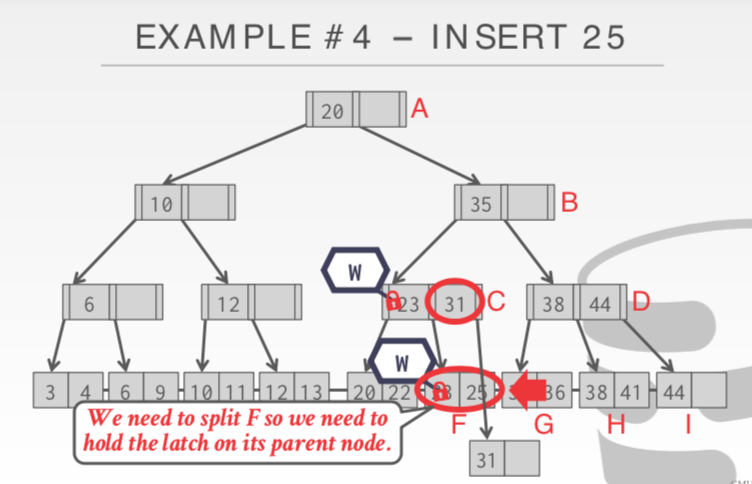 EXAMPLE #4 – INSERT 25
20
A
10
35
B
W
6
12
23 31
C
38 44
D
W
3 4 6 9 10 11 12 13 20 22 25 36 38 41 44
We need to split F so we need to
hold the latch on its parent node.
F
G
H
I
31